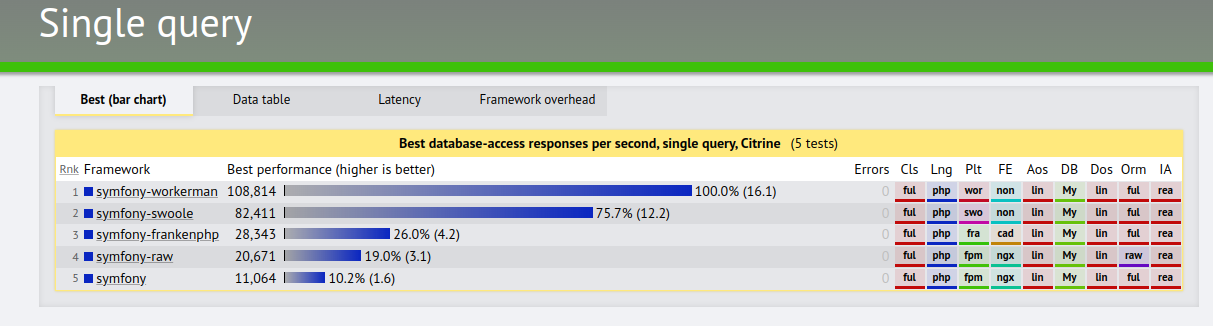 Single query
Best (bar chart) Data table Latency Framework overhead
Best database-access responses per second, single query, Citrine (5 tests)
Rnk Framework Best performance (higher is better) Errors Cls Lng Plt FE Aos DB Dos Orm IA
1 symfony-workerman 108,814 100.0% (16.1) 0 ful php wor non lin My lin ful rea
2 symfony-swoole 82,411 75.7% (12.2) 0 ful php swo non lin My lin ful rea
3 symfony-frankenphp 28,343 26.0% (4.2) 0 ful php fra cad lin My lin ful rea
4 symfony-raw 20,671 19.0% (3.1) 0 ful php fpm ngx lin My lin raw rea
5 symfony 11,064 10.2% (1.6) 0 ful php fpm ngx lin My lin ful rea